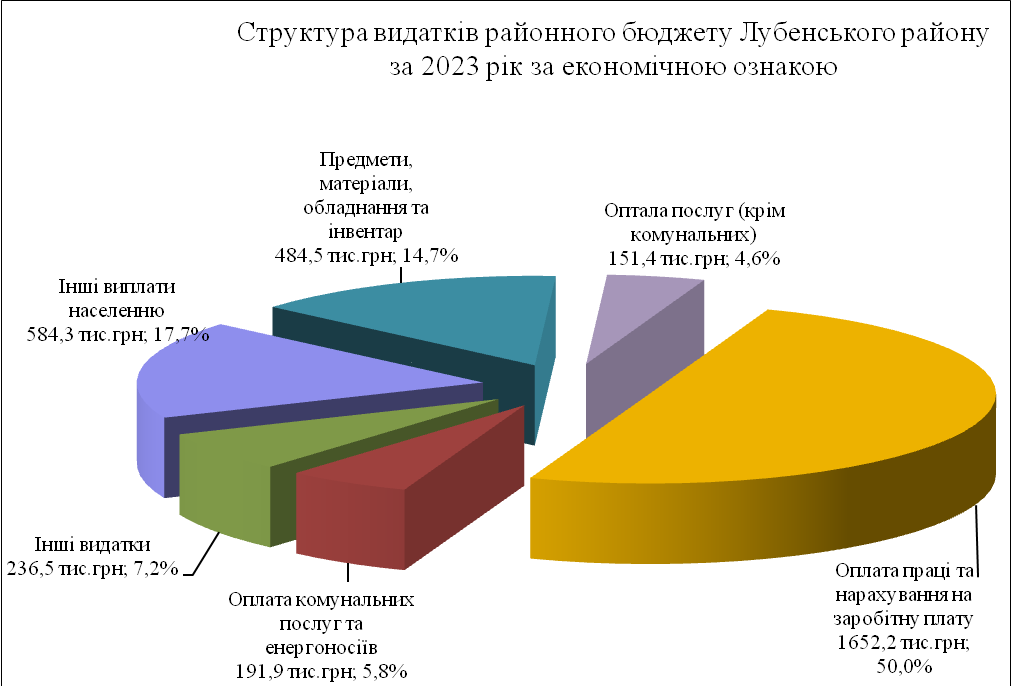 Структура видатків районного бюджету Лубенського району
за 2023 рік за економічною ознакою
Предмети,
матеріали,
обладнання та
інвентар
484,5 тис.грн; 14,7%
Оптала послуг (крім
комунальних)
151,4 тис.грн; 4,6%
Інші виплати
населенню
584,3 тис.грн; 17,7%
Інші видатки
236,5 тис.грн; 7,2%
Оплата комунальних
послуг та
енергоносіїв
191,9 тис.грн; 5,8%
Оплата праці та
нарахування на
заробітну плату
1652,2 тис.грн;
50,0%